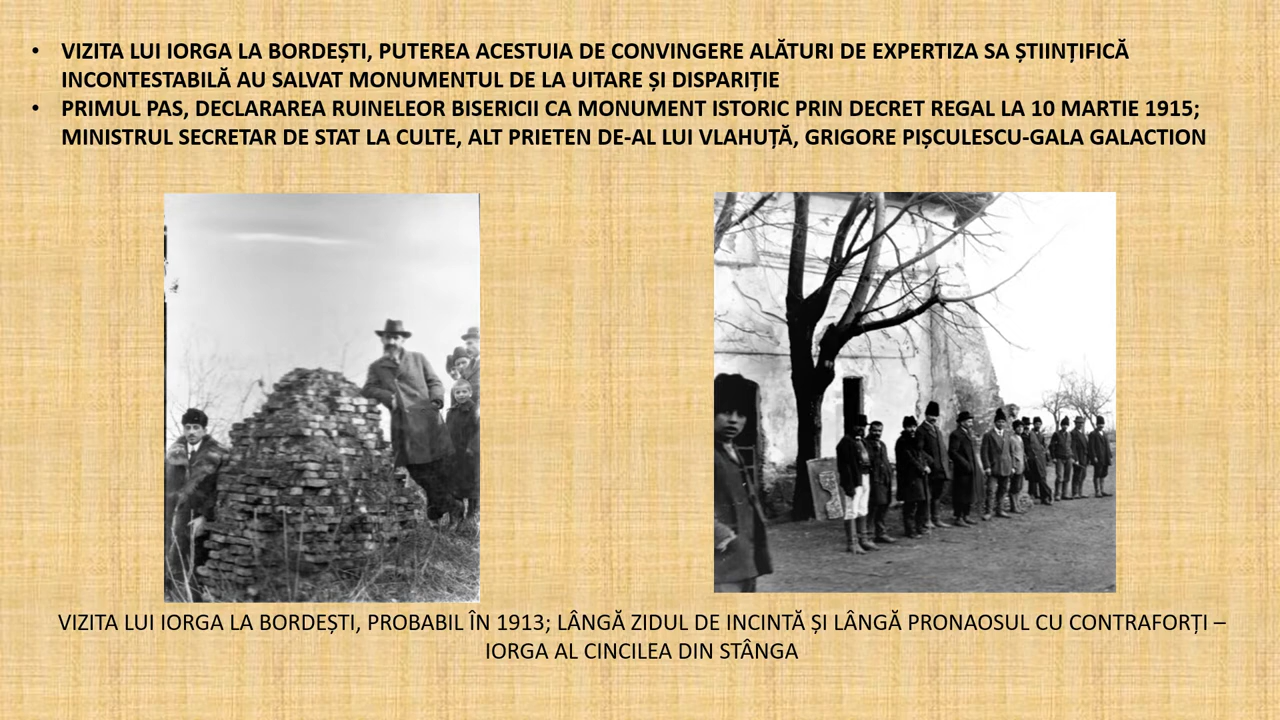 • VIZITA LUI IORGA LA BORDEȘTI, PUTEREA ACESTUIA DE CONVINGERE ALĂTURI DE EXPERTIZA SA ȘTIINȚIFICĂ
INCONTESTABILĂ AU SALVAT MONUMENTUL DE LA UITARE ȘI DISPARIȚIE
• PRIMUL PAS, DECLARAREA RUINELEOR BISERICII CA MONUMENT ISTORIC PRIN DECRET REGAL LA 10 MARTIE 1915;
MINISTRUL SECRETAR DE STAT LA CULTE, ALT PRIETEN DE-AL LUI VLAHUȚĂ, GRIGORE PIȘCULESCU-GALA GALACTION
VIZITA LUI IORGA LA BORDEȘTI, PROBABIL ÎN 1913; LÂNGĂ ZIDUL DE INCINTĂ ȘI LÂNGĂ PRONAOSUL CU CONTRAFORȚI –
IORGA AL CINCILEA DIN STÂNGA